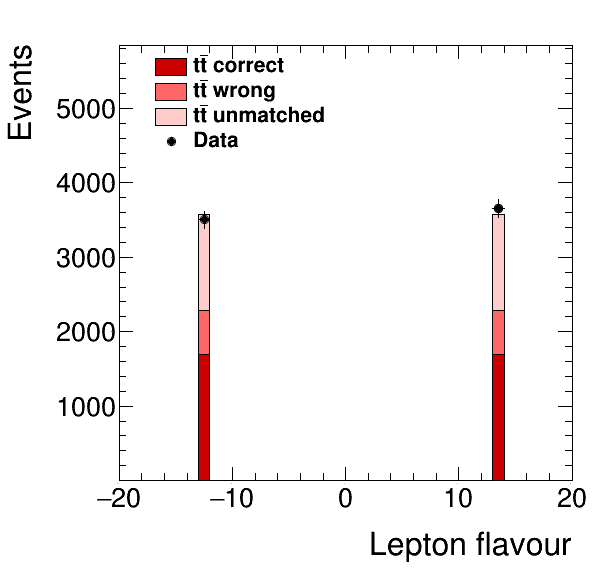 Events
tt̅ correct
tt̅ wrong
tt̅ unmatched
Data
5000
4000
3000
2000
1000
−20 −10 0 10 20
Lepton flavour